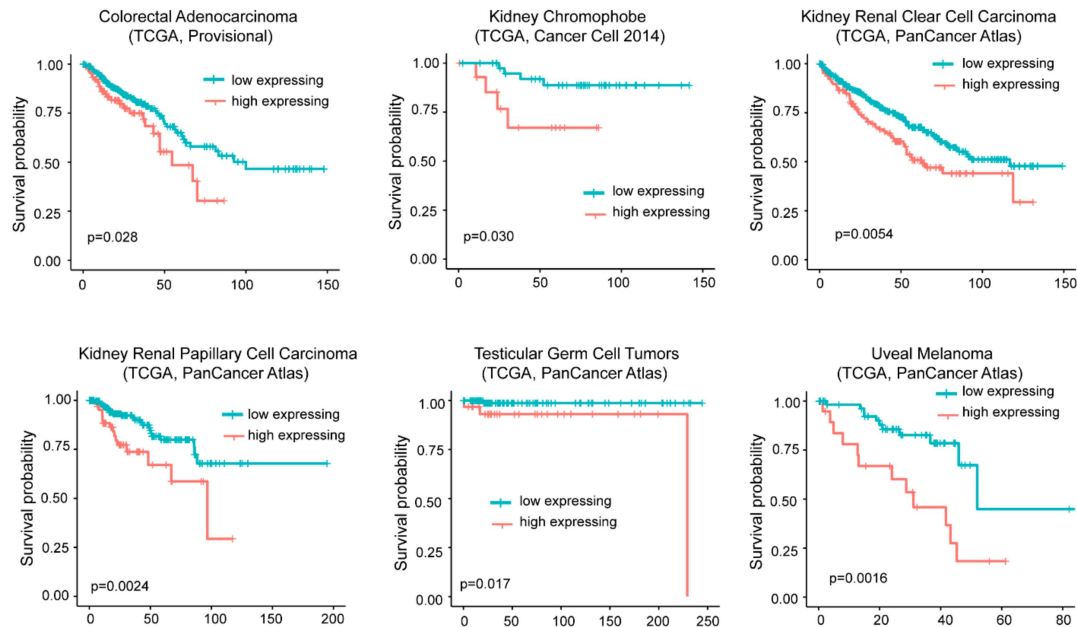 Colorectal Adenocarcinoma
(TCGA, Provisional)
Survival probability
1.00
0.75
0.50
0.25
0.00
low expressing
high expressing
p=0.028
0 50 100 150
Kidney Chromophobe
(TCGA, Cancer Cell 2014)
Survival probability
1.00
0.75
0.50
0.25
0.00
low expressing
high expressing
p=0.030
0 50 100 150
Kidney Renal Clear Cell Carcinoma
(TCGA, PanCancer Atlas)
Survival probability
1.00
0.75
0.50
0.25
0.00
low expressing
high expressing
p=0.0054
0 50 100 150
Kidney Renal Papillary Cell Carcinoma
(TCGA, PanCancer Atlas)
Survival probability
1.00
0.75
0.50
0.25
0.00
low expressing
high expressing
p=0.0024
0 50 100 150 200
Testicular Germ Cell Tumors
(TCGA, PanCancer Atlas)
Survival probability
1.00
0.75
0.50
0.25
0.00
low expressing
high expressing
p=0.017
0 50 100 150 200 250
Uveal Melanoma
(TCGA, PanCancer Atlas)
Survival probability
1.00
0.75
0.50
0.25
0.00
low expressing
high expressing
p=0.0016
0 20 40 60 80